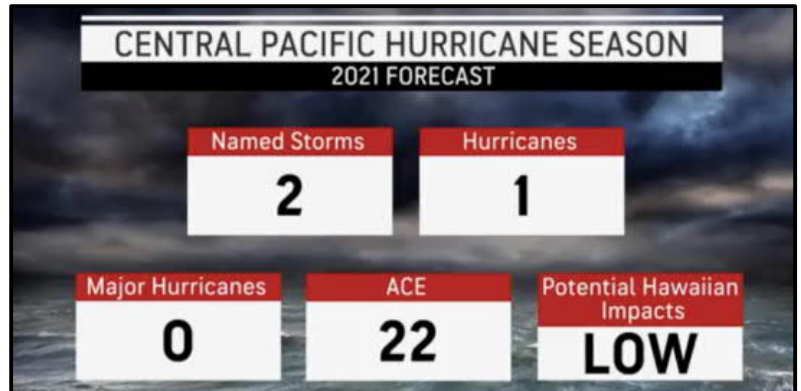 CENTRAL PACIFIC HURRICANE SEASON
2021 FORECAST
Named Storms
2
Hurricanes
1
Major Hurricanes
0
ACE
22
Potential Hawaiian
Impacts
LOW